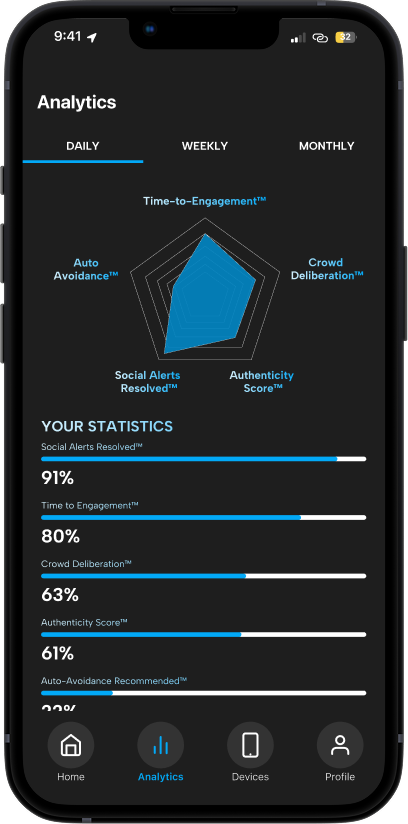 9:41
32
Analytics
DAILY WEEKLY MONTHLY
Time-to-Engagement™
Auto
Avoidance™
Crowd
Deliberation™
Social Alerts
Resolved™
Authenticity
Score™
YOUR STATISTICS
Social Alerts Resolved™
91%
Time to Engagement™
80%
Crowd Deliberation™
63%
Authenticity Score™
61%
Auto-Avoidance Recommended™
Home Analytics Devices Profile